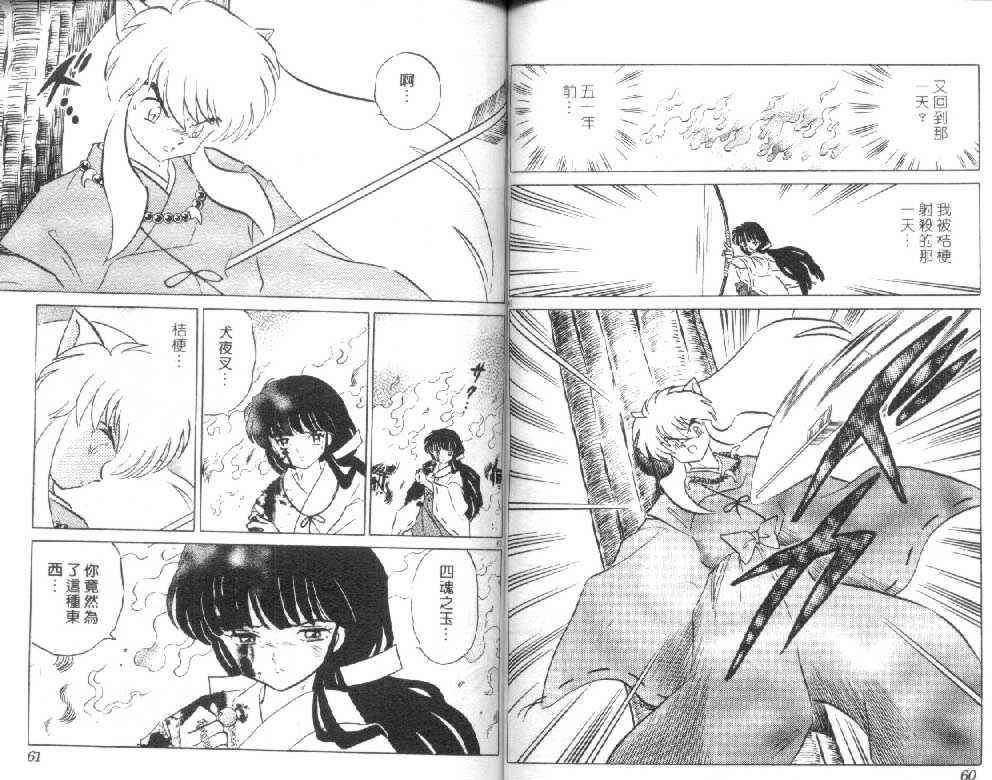 又回到那
一天？
五一年
前…
我被桔梗
射殺的那
一天…
60
啊…
サ？…
犬夜叉…
桔梗…
四魂之玉…
你竟然為
了這種東
西…
61